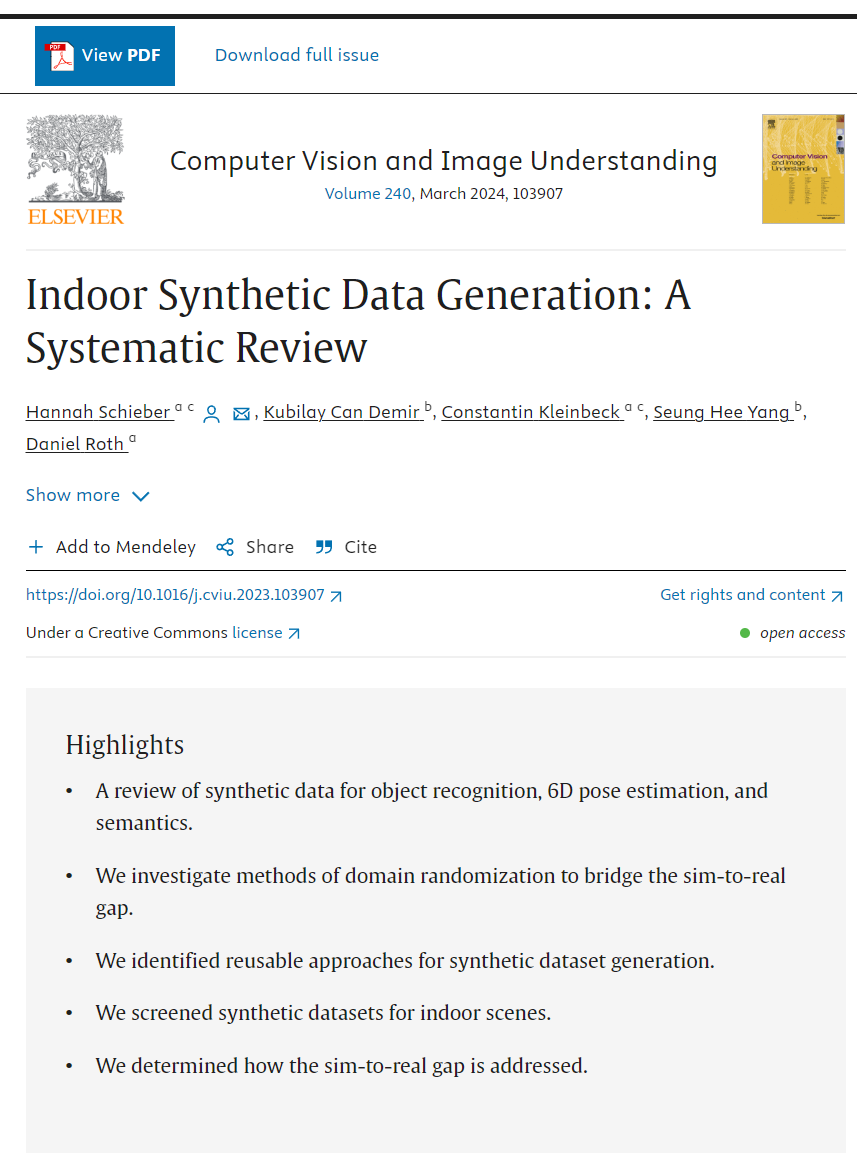 View PDF
Download full issue
ELSEVIER
Computer Vision and Image Understanding
Volume 240, March 2024, 103907
Computer Vision
and Image
Understanding
Indoor Synthetic Data Generation: A
Systematic Review
Hannah Schieber a c , Kubilay Can Demir b, Constantin Kleinbeck a c, Seung Hee Yang b,
Daniel Roth a
Show more
Add to Mendeley Share Cite
https://doi.org/10.1016/j.cviu.2023.103907
Get rights and content
Under a Creative Commons license
open access
Highlights
• A review of synthetic data for object recognition, 6D pose estimation, and
semantics.
• We investigate methods of domain randomization to bridge the sim-to-real
gap.
• We identified reusable approaches for synthetic dataset generation.
• We screened synthetic datasets for indoor scenes.
• We determined how the sim-to-real gap is addressed.